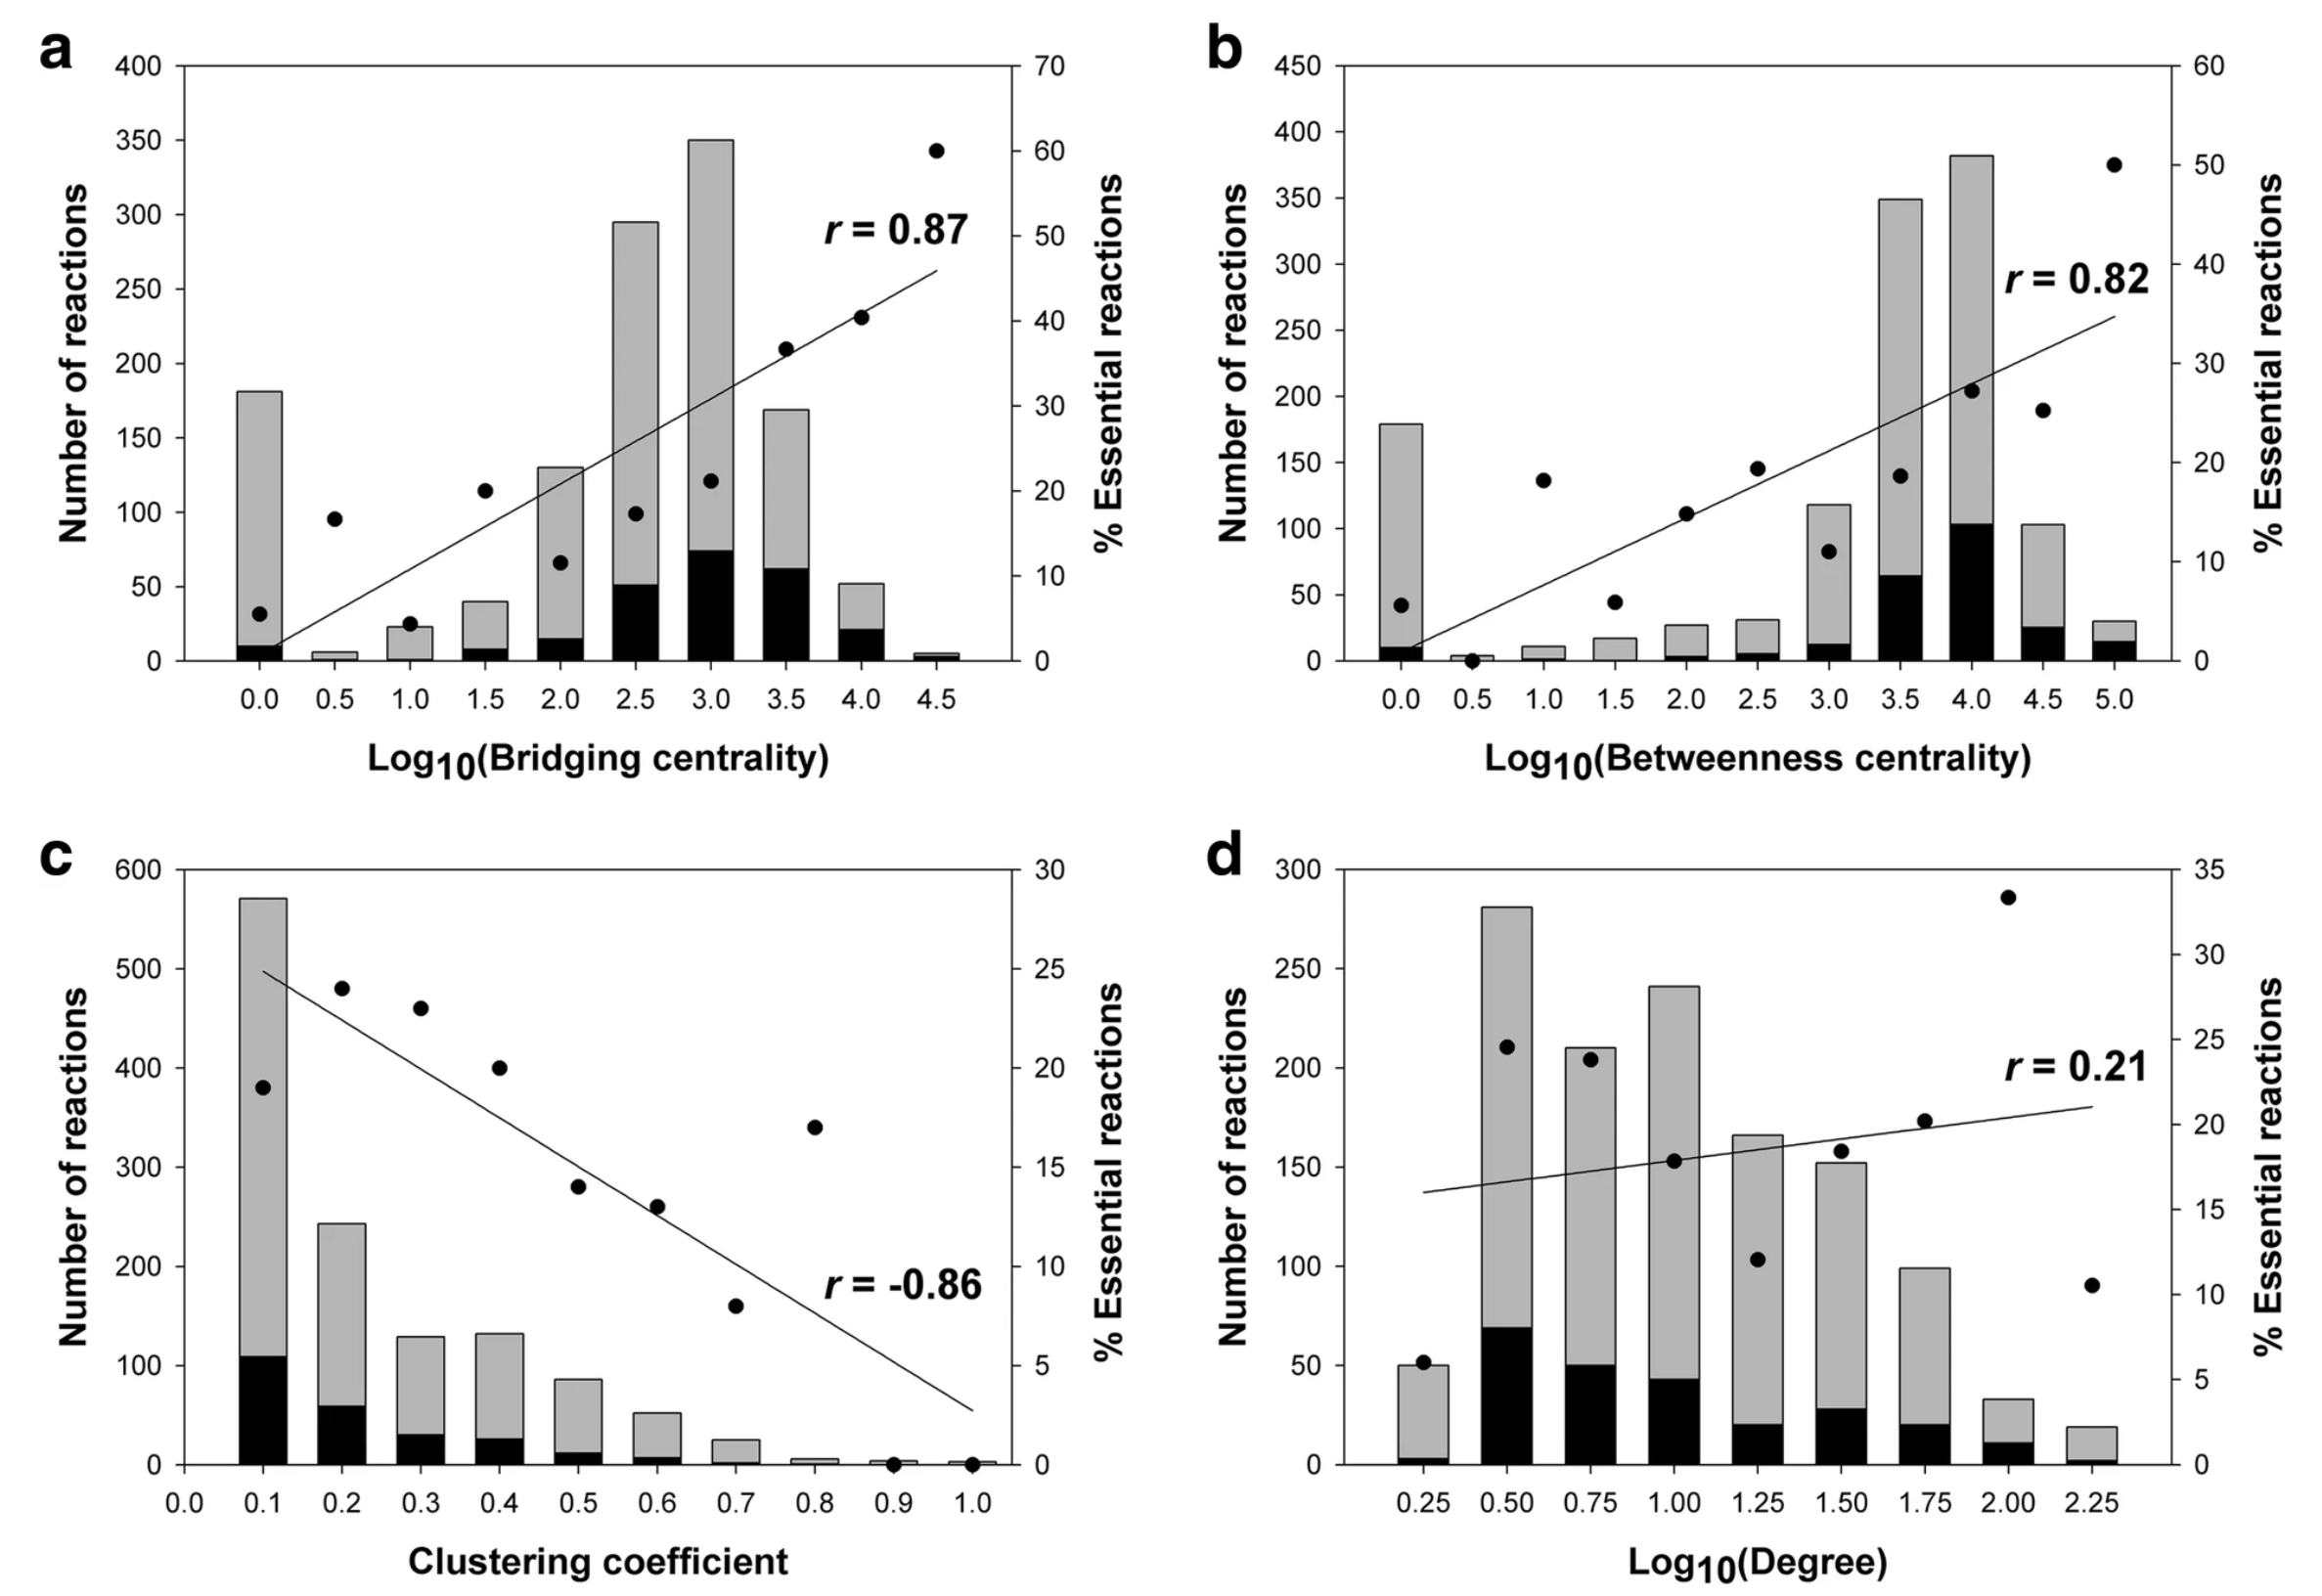 a
400
350
300
250
200
150
100
50
0
Number of reactions
70
60
50
40
30
20
10
0
% Essential reactions
r = 0.87
0.0 0.5 1.0 1.5 2.0 2.5 3.0 3.5 4.0 4.5
Log10(Bridging centrality)
b
450
400
350
300
250
200
150
100
50
0
Number of reactions
60
50
40
30
20
10
0
% Essential reactions
r = 0.82
0.0 0.5 1.0 1.5 2.0 2.5 3.0 3.5 4.0 4.5 5.0
Log10(Betweenness centrality)
c
600
500
400
300
200
100
0
Number of reactions
30
25
20
15
10
5
0
% Essential reactions
r = -0.86
0.0 0.1 0.2 0.3 0.4 0.5 0.6 0.7 0.8 0.9 1.0
Clustering coefficient
d
300
250
200
150
100
50
0
Number of reactions
35
30
25
20
15
10
5
0
% Essential reactions
r = 0.21
0.25 0.50 0.75 1.00 1.25 1.50 1.75 2.00 2.25
Log10(Degree)